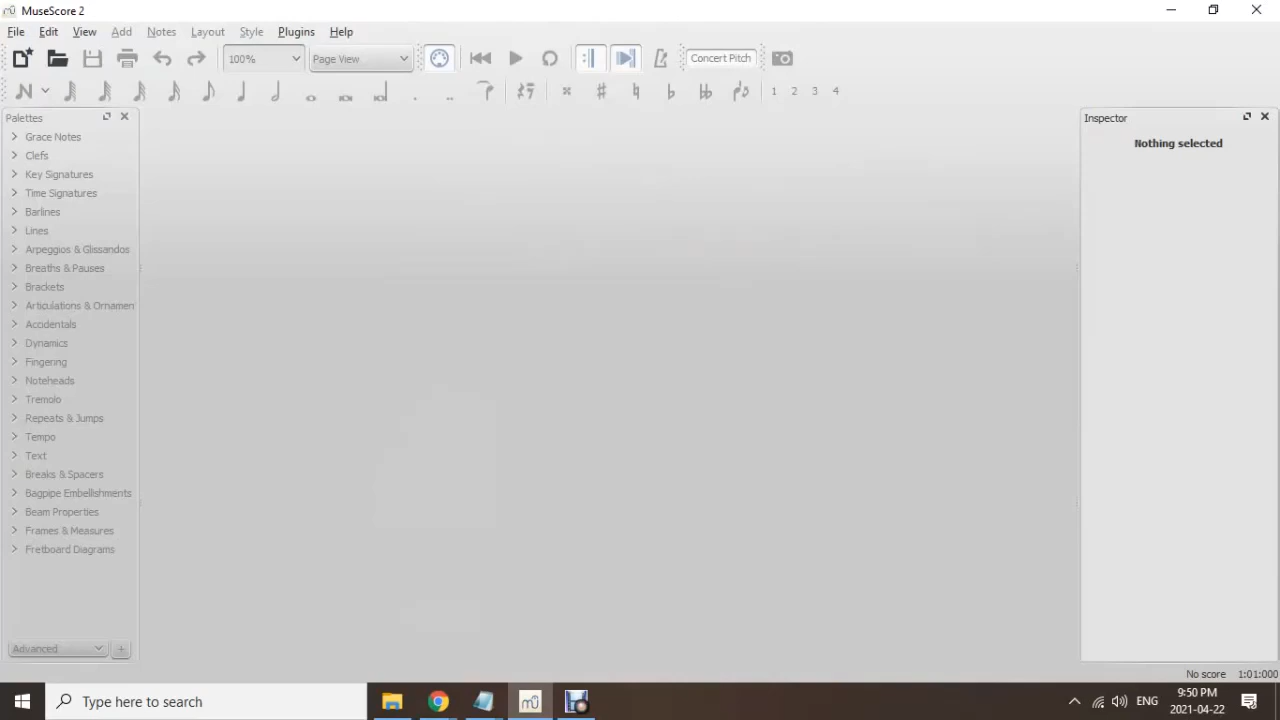 MuseScore 2
File Edit View Add Notes Layout Style Plugins Help
100% Page View Concert Pitch
1 2 3 4
Palettes
Grace Notes
Clefs
Key Signatures
Time Signatures
Barlines
Lines
Arpeggios & Glissandos
Breaths & Pauses
Brackets
Articulations & Ornamen
Accidentals
Dynamics
Fingering
Noteheads
Tremolo
Repeats & Jumps
Tempo
Text
Breaks & Spacers
Bagpipe Embellishments
Beam Properties
Frames & Measures
Fretboard Diagrams
Advanced
Inspector
Nothing selected
No score 1:01:000
Type here to search
ENG
9:50 PM
2021-04-22